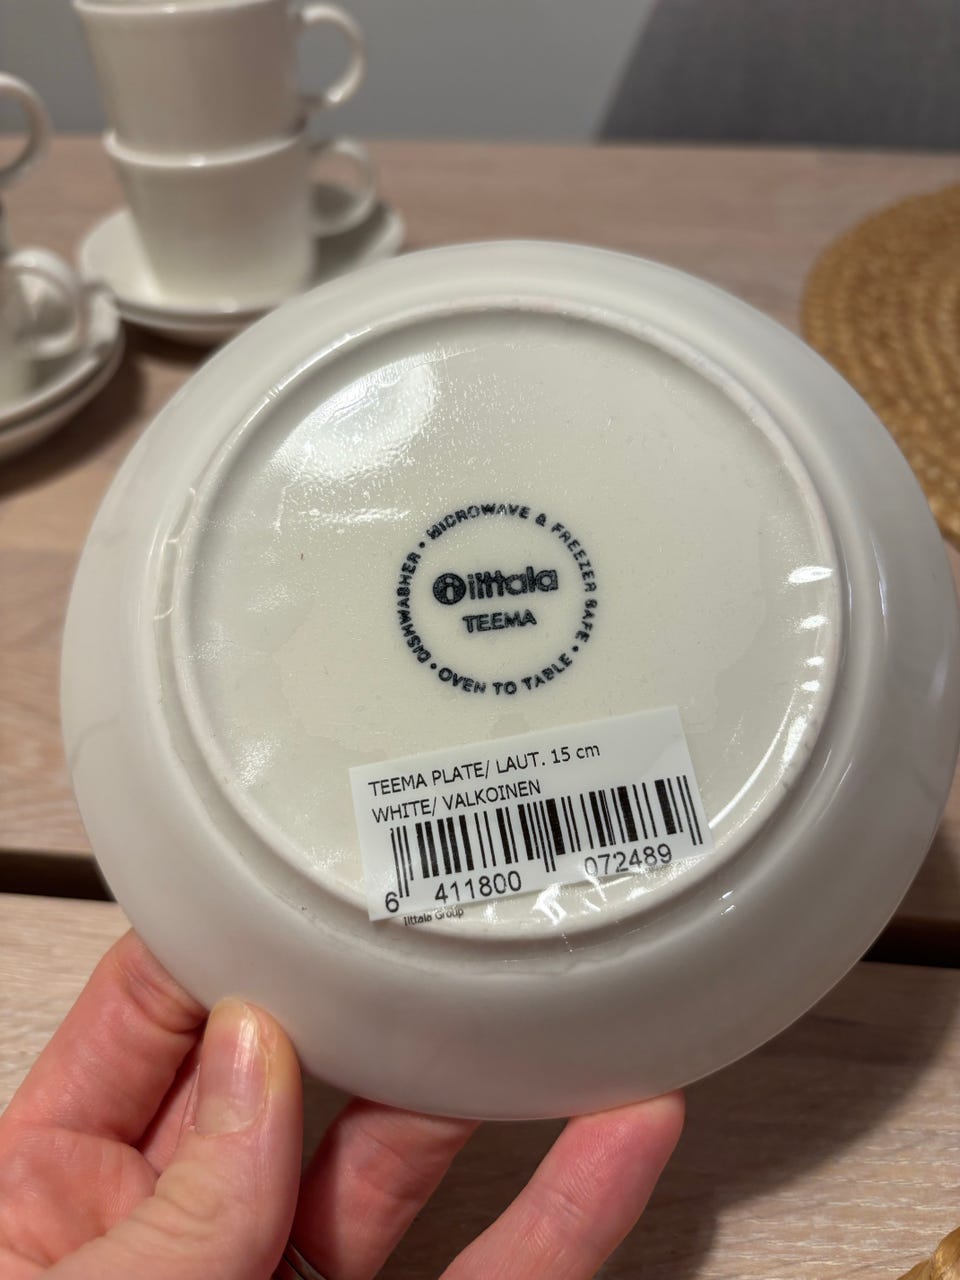 DISHWASHER • MICROWAVE & FREEZER SAFE • OVEN TO TABLE •
i iittala
TEEMA
TEEMA PLATE/ LAUT. 15 cm
WHITE/ VALKOINEN
6 411800 072489
Iittala Group